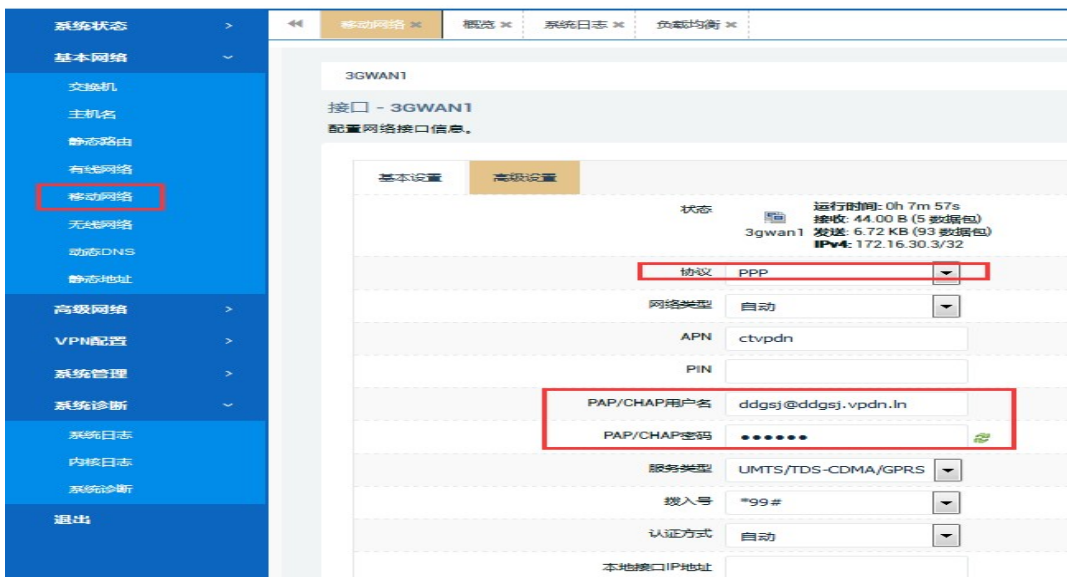 系统状态
基本网络
交换机
主机名
静态路由
有线网络
移动网络
无线网络
动态DNS
静态地址
高级网络
VPN配置
系统管理
系统诊断
系统日志
内核日志
系统诊断
退出
移动网络 概览 系统日志 负载均衡
3GWAN1
接口 - 3GWAN1
配置网络接口信息。
基本设置 高级设置
状态
3gwan1
运行时间: 0h 7m 57s
接收: 44.00 B (5 数据包)
发送: 6.72 KB (93 数据包)
IPv4: 172.16.30.3/32
协议 PPP
网络类型 自动
APN ctvpdn
PIN
PAP/CHAP用户名 ddgsj@ddgsj.vpdn.ln
PAP/CHAP密码 ●●●●●●
服务类型 UMTS/TDS-CDMA/GPRS
拨入号 *99#
认证方式 自动
本地接口IP地址